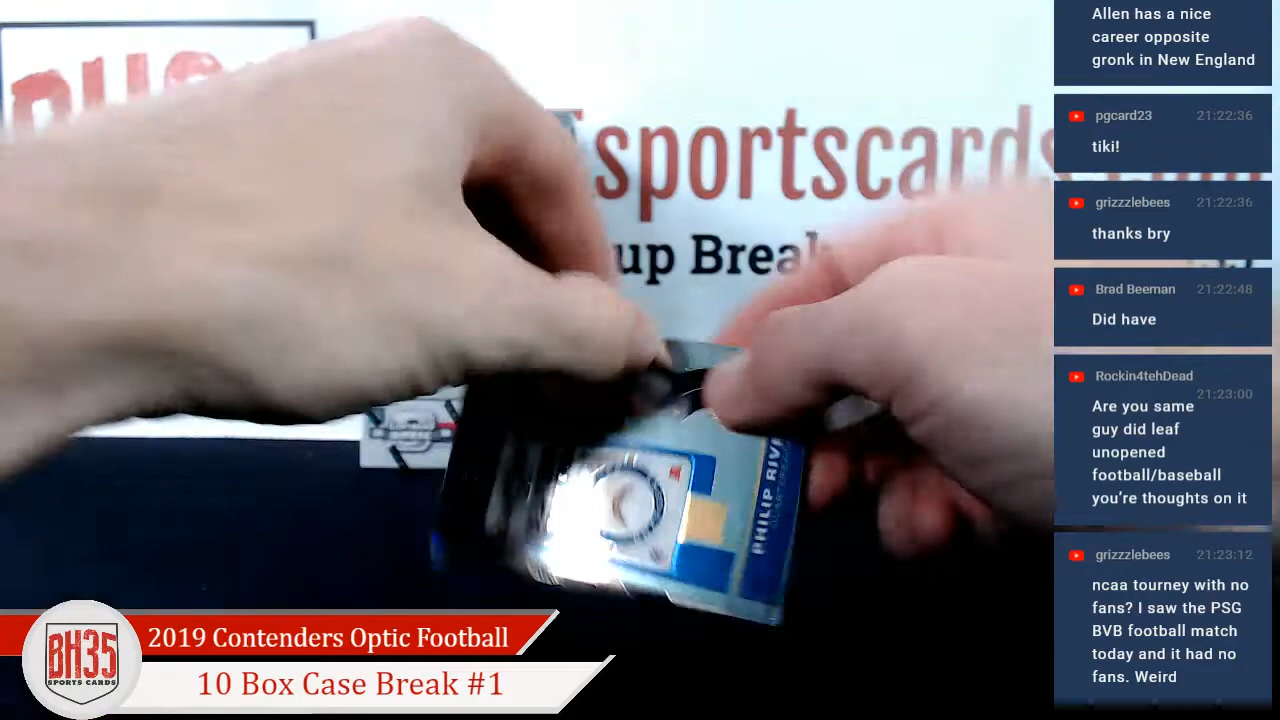 sportscards
up Brea
PHILIP RIV
BH35
SPORTS CARDS
2019 Contenders Optic Football
10 Box Case Break #1
Allen has a nice
career opposite
gronk in New England
pgcard23 21:22:36
tiki!
grizzzlebees 21:22:36
thanks bry
Brad Beeman 21:22:48
Did have
Rockin4tehDead
21:23:00
Are you same
guy did leaf
unopened
football/baseball
you're thoughts on it
grizzzlebees 21:23:12
ncaa tourney with no
fans? I saw the PSG
BVB football match
today and it had no
fans. Weird